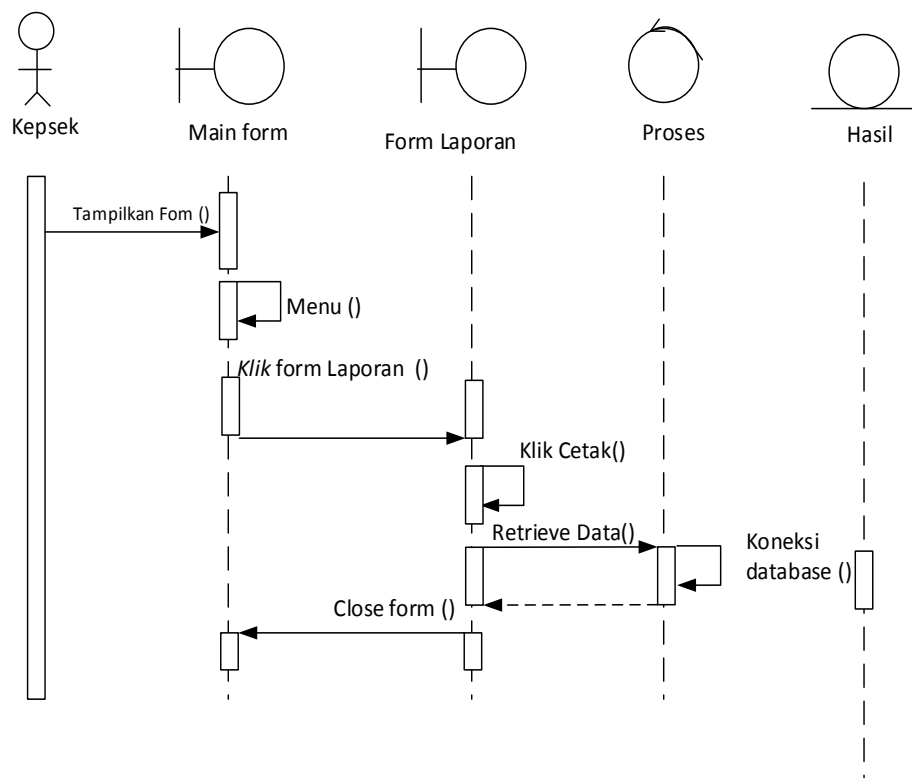 Kepsek
Main form
Form Laporan
Proses
Hasil
Tampilkan Fom ()
Menu ()
Klik form Laporan ()
Klik Cetak()
Retrieve Data()
Koneksi
database ()
Close form ()